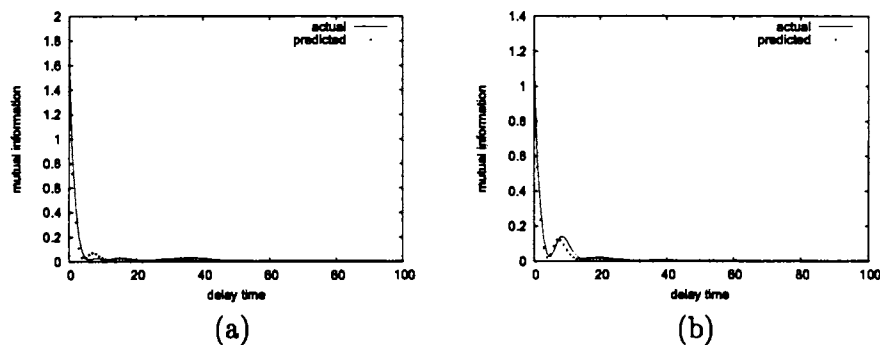 2
1.8
1.6
1.4
1.2
1
0.8
0.6
0.4
0.2
0
mutual information
actual
predicted
0 20 40 60 80 100
delay time
(a)
1.4
1.2
1
0.8
0.6
0.4
0.2
0
mutual information
actual
predicted
0 20 40 60 80 100
delay time
(b)